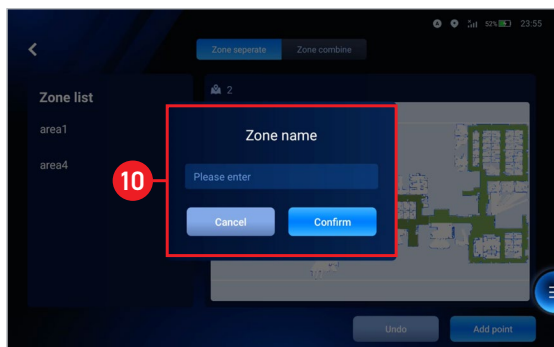 52% 23:55
Zone seperate Zone combine
Zone list
2
area1
area4
Zone name
10
Please enter
Cancel Confirm
Undo Add point